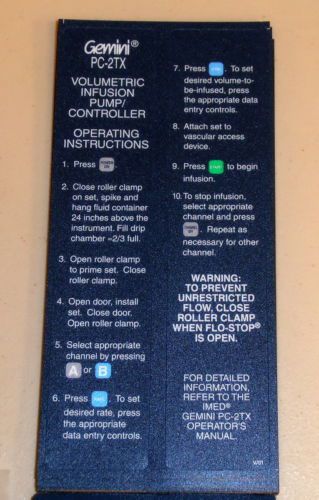 Gemini®
PC-2TX
VOLUMETRIC
INFUSION
PUMP/
CONTROLLER
OPERATING
INSTRUCTIONS
1. Press POWER ON
2. Close roller clamp
on set, spike and
hang fluid container
24 inches above the
instrument. Fill drip
chamber ~2/3 full.
3. Open roller clamp
to prime set. Close
roller clamp.
4. Open door, install
set. Close door.
Open roller clamp.
5. Select appropriate
channel by pressing
A or B
6. Press RATE. To set
desired rate, press
the appropriate
data entry controls.
7. Press. To set
desired volume-to-
be-infused, press
the appropriate data
entry controls.
8. Attach set to
vascular access
device.
9. Press START to begin
infusion.
10. To stop infusion,
select appropriate
channel and press
. Repeat as
necessary for other
channel.
WARNING:
TO PREVENT
UNRESTRICTED
FLOW, CLOSE
ROLLER CLAMP
WHEN FLO-STOP®
IS OPEN.
FOR DETAILED
INFORMATION,
REFER TO THE
IMED®
GEMINI PC-2TX
OPERATOR'S
MANUAL.